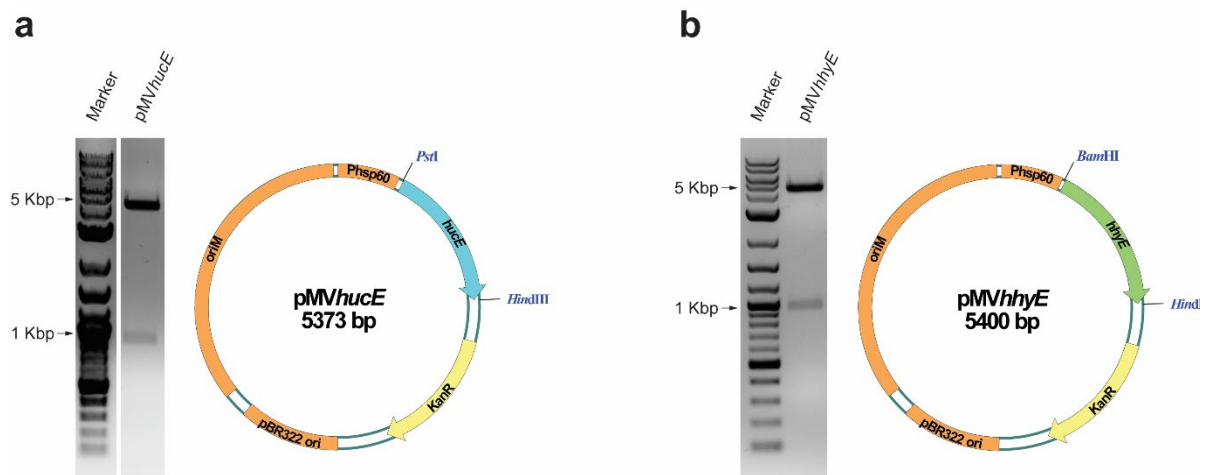 a
Marker
pMVhucE
5 Kbp
1 Kbp
PstI
Phsp60
hucE
HindIII
oriM
pMVhucE
5373 bp
KanR
pBR322 ori
b
Marker
pMVhhyE
5 Kbp
1 Kbp
BamHI
Phsp60
hhyE
HindI
oriM
pMVhhyE
5400 bp
KanR
pBR322 ori